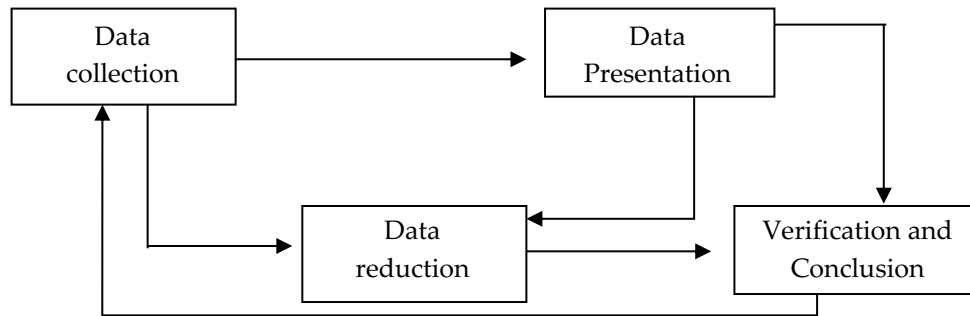 Data
collection
Data
Presentation
Data
reduction
Verification and
Conclusion